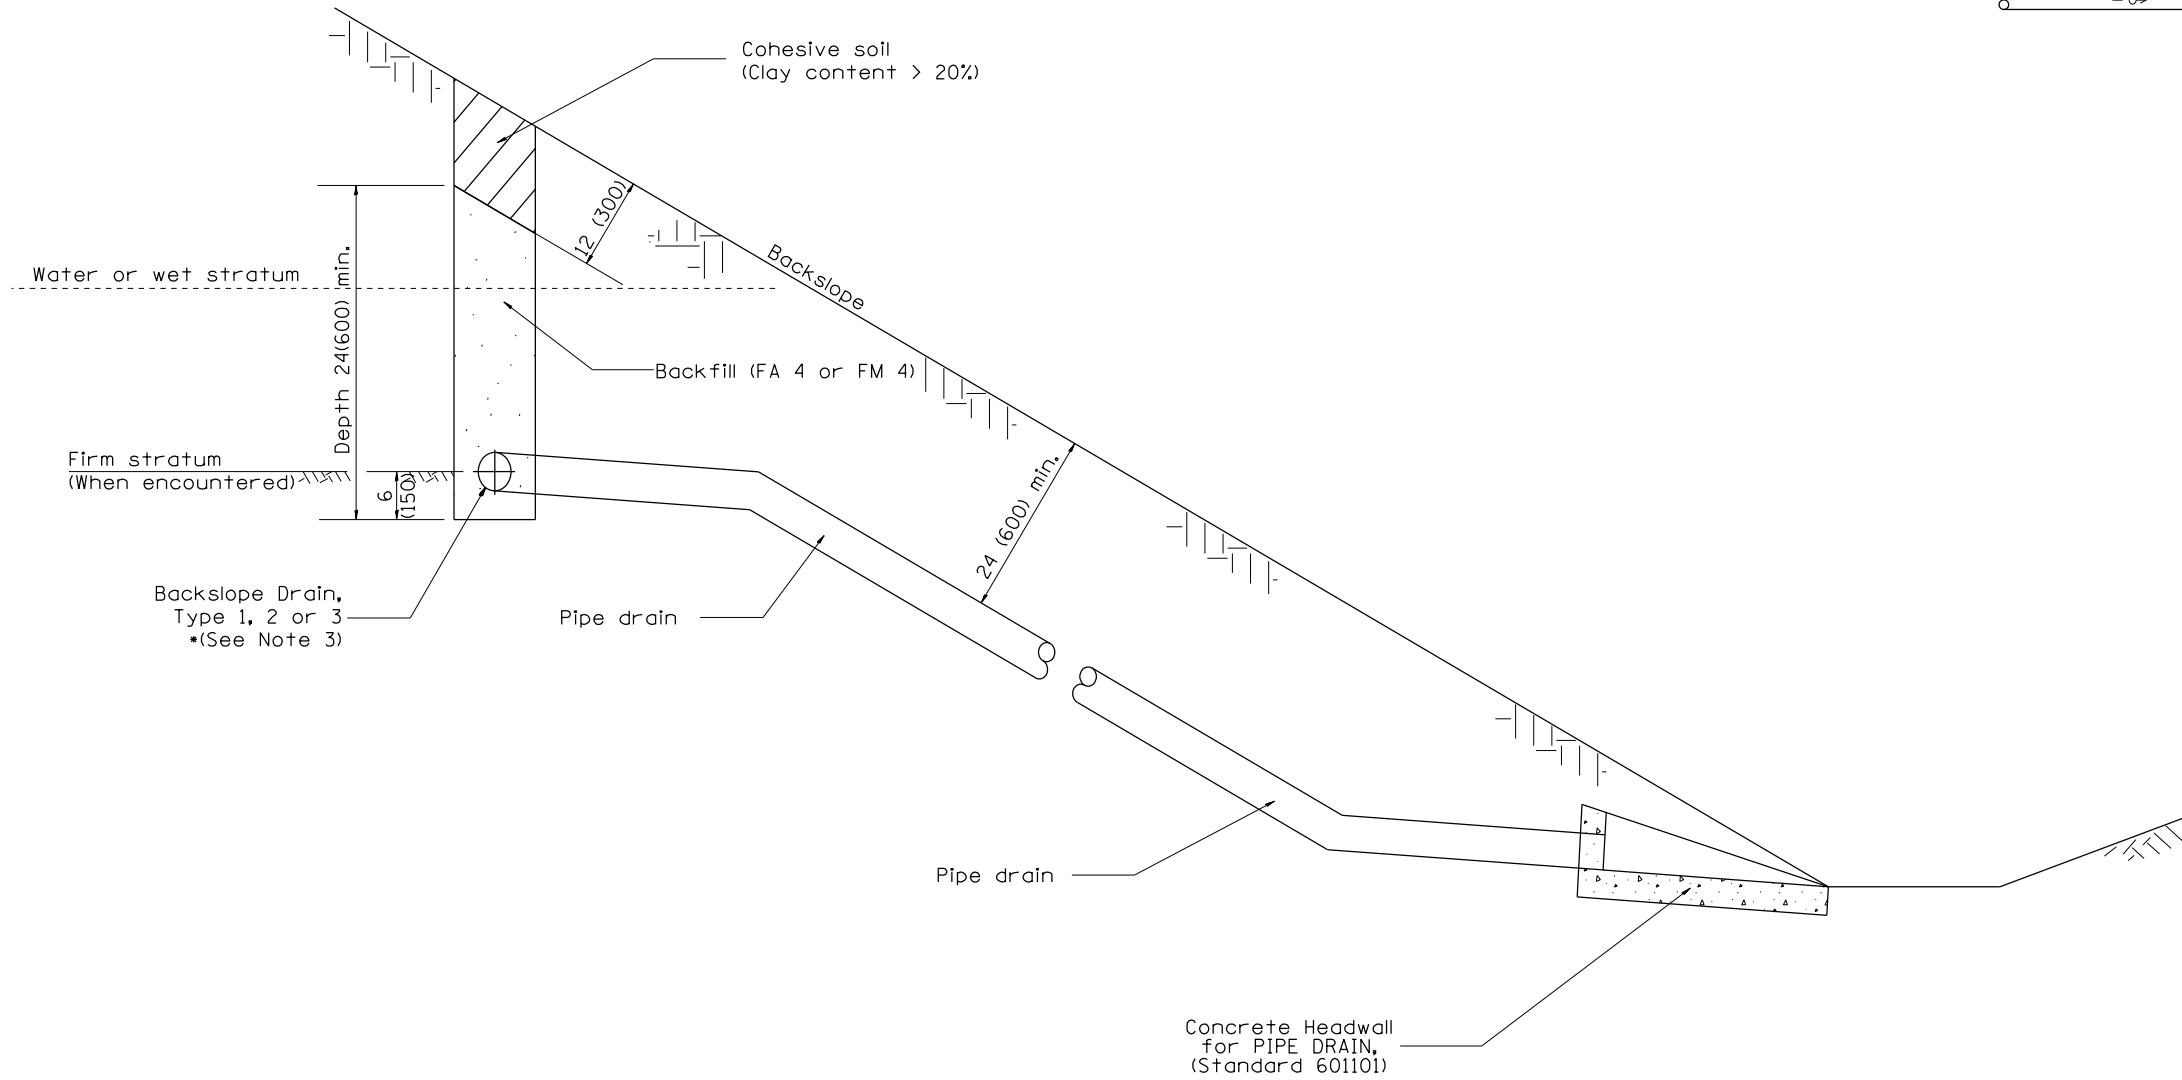 Cohesive soil
(Clay content > 20%)
12 (300)
Backslope
Water or wet stratum
Depth 24(600) min.
Backfill (FA 4 or FM 4)
Firm stratum
(When encountered)
6
(150)
24 (600) min.
Backslope Drain,
Type 1, 2 or 3
*(See Note 3)
Pipe drain
Pipe drain
Concrete Headwall
for PIPE DRAIN,
(Standard 601101)